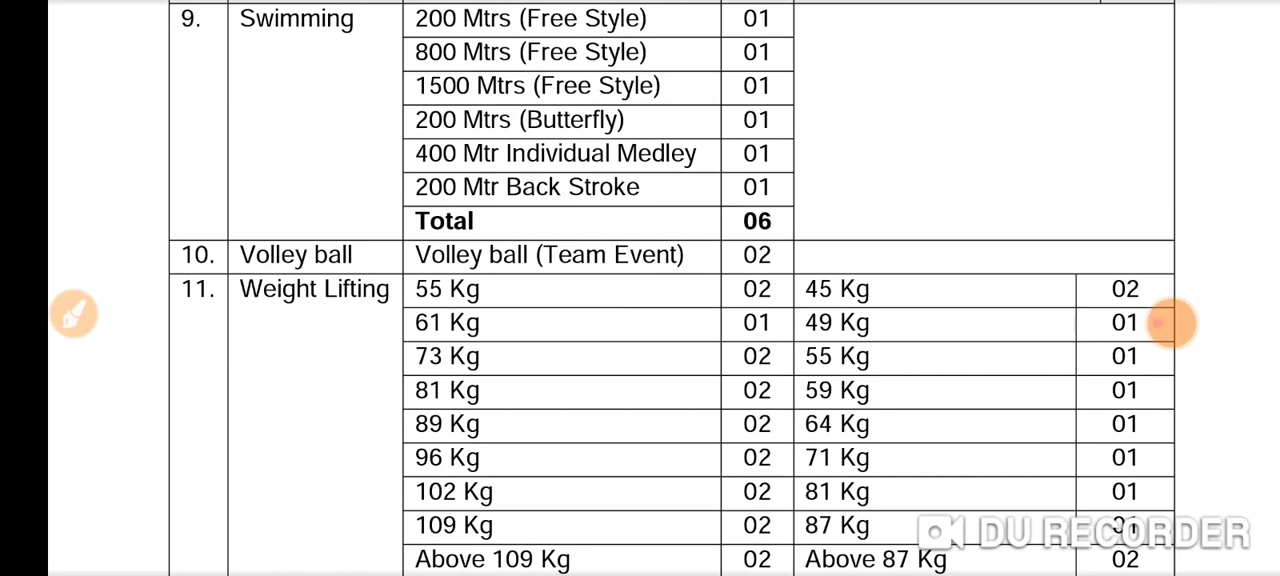 9. Swimming 200 Mtrs (Free Style) 01
800 Mtrs (Free Style) 01
1500 Mtrs (Free Style) 01
200 Mtrs (Butterfly) 01
400 Mtr Individual Medley 01
200 Mtr Back Stroke 01
Total 06
10. Volley ball Volley ball (Team Event) 02
11. Weight Lifting 55 Kg 02 45 Kg 02
61 Kg 01 49 Kg 01
73 Kg 02 55 Kg 01
81 Kg 02 59 Kg 01
89 Kg 02 64 Kg 01
96 Kg 02 71 Kg 01
102 Kg 02 81 Kg 01
109 Kg 02 87 Kg 01
DU RECORDER
Above 109 Kg 02 Above 87 Kg 02